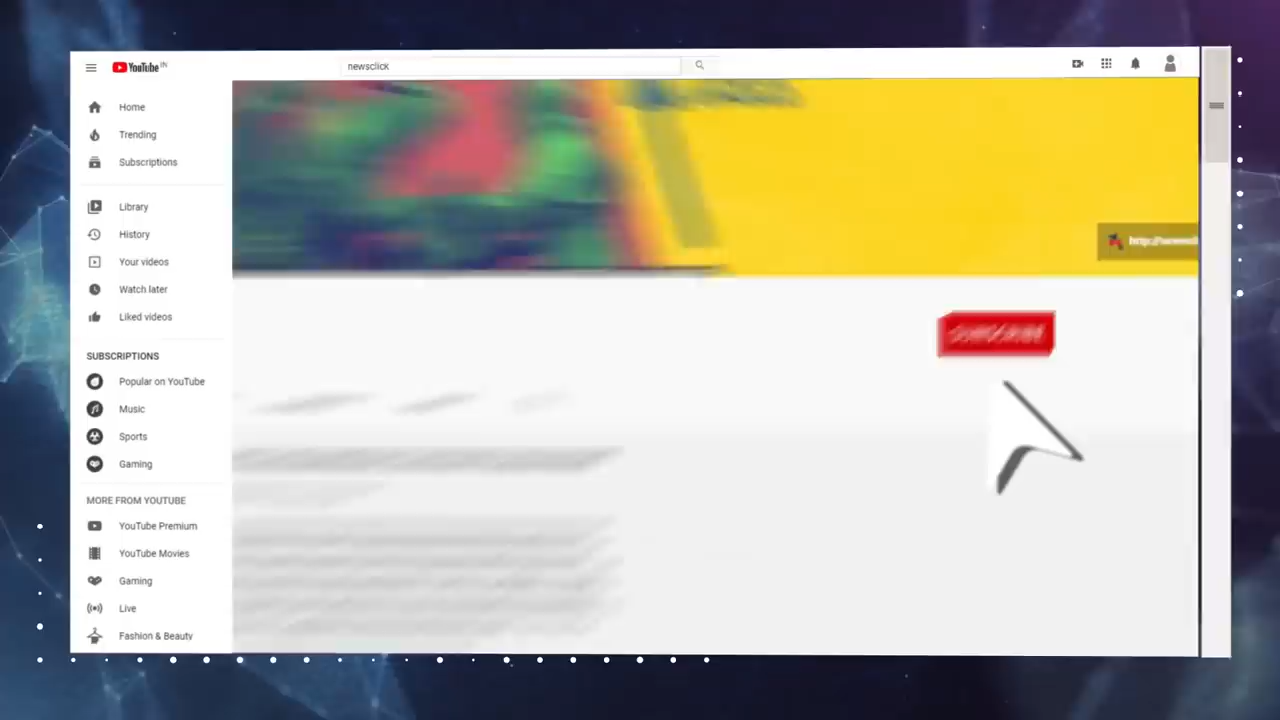 YouTube IN
newsclick
Home
Trending
Subscriptions
Library
History
Your videos
Watch later
Liked videos
SUBSCRIPTIONS
Popular on YouTube
Music
Sports
Gaming
MORE FROM YOUTUBE
YouTube Premium
YouTube Movies
Gaming
Live
Fashion & Beauty
SUBSCRIBE